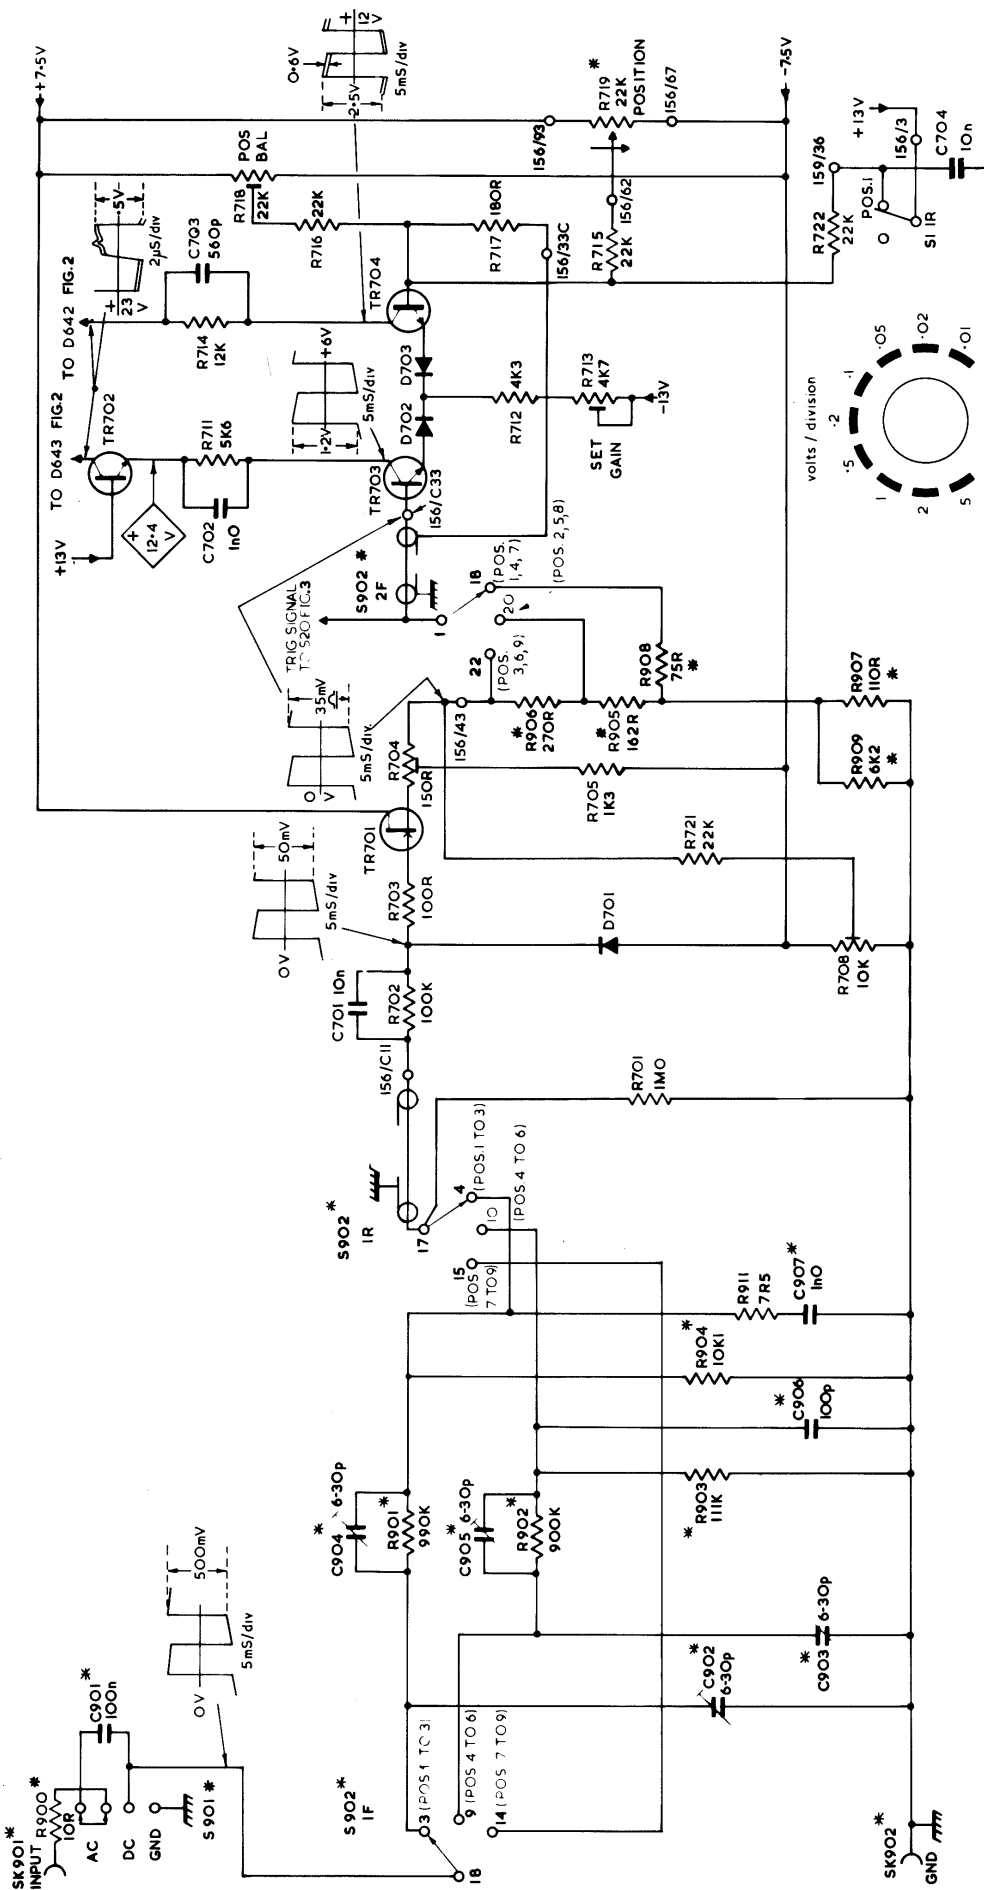 SK901*
INPUT
R900*
10R
AC
DC
GND
S901*
C901*
100n
500mV
0V
5mS/div
S902*
1F
3 (POS 1 TO 3)
9 (POS 4 TO 6)
14 (POS 7 TO 9)
18
SK902*
GND
C904* 6-30p
R901*
990K
C905* 6-30p
R902*
900K
C902*
6-30p
C903* 6-30p
R903*
111K
C906*
100p
R904*
10K1
R911
7R5
C907*
1n0
S902*
1R
17
4
(POS.1 TO 3)
10
(POS.4 TO 6)
15
(POS.
7 TO 9)
R701
1M0
156/C11
C701 10n
R702
100K
R703
100R
TR701
50mV
0V
5mS/div
D701
R708
10K
R721
22K
R704
150R
R705
1K3
156/43
R906*
270R
R905*
162R
R908
75R
*
R907
110R
*
R909
6K2
*
35mV
0
V
5mS/div.
TRIG SIGNAL
TO S20 FIG.3
S902*
2F
1
22
(POS.
3,6,9)
20
18
(POS.
1,4,7)
(POS. 2,5,8)
156/C33
TR703
D702
D703
TR704
R712
4K3
R713
4K7
SET
GAIN
-13V
+13V
TR702
TO D643 FIG.2
TO D642 FIG.2
+
12.4
V
C702
1n0
R711
5K6
R714
12K
C703
560p
1.2V
+6V
5mS/div
+
23
V
.5V
2µS/div
0.6V
2.5V
+
12
V
5mS/div
+7.5V
-7.5V
POS
BAL
R718
22K
R716
22K
R717
180R
156/33C
R715
22K
156/62
156/93
R719
22K
POSITION
*
156/67
R722
22K
159/36
POS.1
S1 1R
+13V
156/3
C704
10n
volts / division
5
2
1
.5
.2
.1
.05
.02
.01